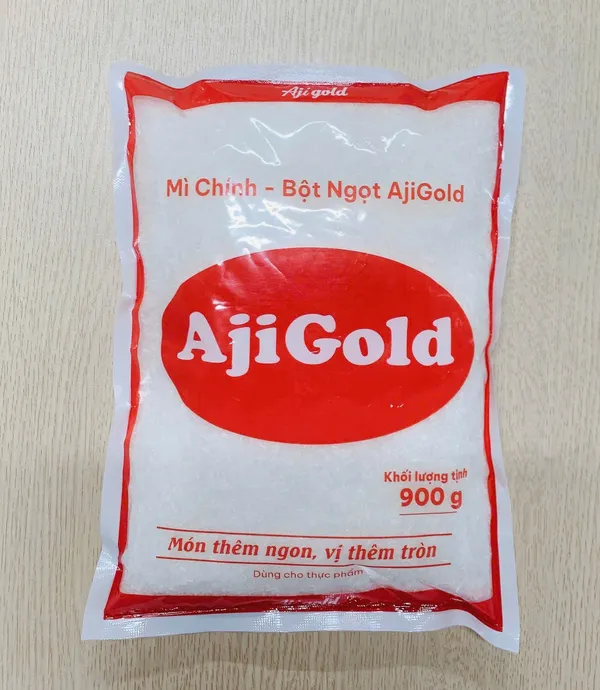 Aji gold
Mì Chính - Bột Ngọt AjiGold
AjiGold
Khối lượng tịnh
900 g
Món thêm ngon, vị thêm tròn
Dùng cho thực phẩm